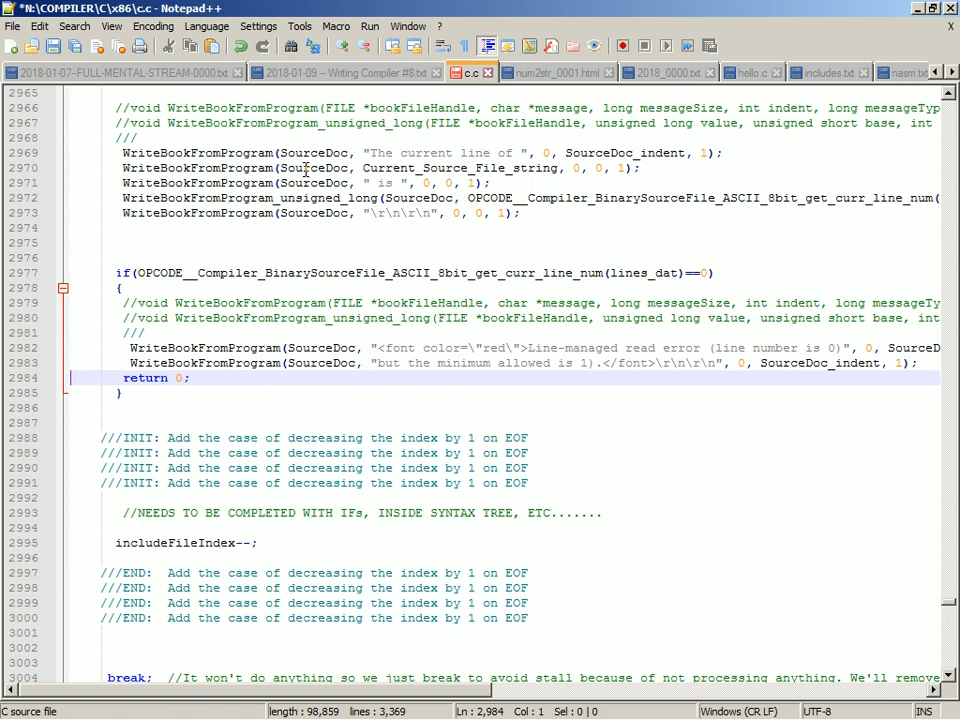 *N:\COMPILER\C\x86\c.c - Notepad++
File Edit Search View Encoding Language Settings Tools Macro Run Window ?
2018-01-07-FULL-MENTAL-STREAM-0000.txt 2018-01-09 -- Writing Compiler #8.txt c.c num2str_0001.html 2018_0000.txt hello.c includes.txt nasm.
2965
2966 //void WriteBookFromProgram(FILE *bookFileHandle, char *message, long messageSize, int indent, long messageTyp
2967 //void WriteBookFromProgram_unsigned_long(FILE *bookFileHandle, unsigned long value, unsigned short base, int
2968 ///
2969 WriteBookFromProgram(SourceDoc, "The current line of ", 0, SourceDoc_indent, 1);
2970 WriteBookFromProgram(SourceDoc, Current_Source_File_string, 0, 0, 1);
2971 WriteBookFromProgram(SourceDoc, " is ", 0, 0, 1);
2972 WriteBookFromProgram_unsigned_long(SourceDoc, OPCODE__Compiler_BinarySourceFile_ASCII_8bit_get_curr_line_num(
2973 WriteBookFromProgram(SourceDoc, "\r\n\r\n", 0, 0, 1);
2974
2975
2976
2977 if(OPCODE__Compiler_BinarySourceFile_ASCII_8bit_get_curr_line_num(lines_dat)==0)
2978 {
2979 //void WriteBookFromProgram(FILE *bookFileHandle, char *message, long messageSize, int indent, long messageTy
2980 //void WriteBookFromProgram_unsigned_long(FILE *bookFileHandle, unsigned long value, unsigned short base, int
2981 ///
2982 WriteBookFromProgram(SourceDoc, "<font color=\"red\">Line-managed read error (line number is 0)", 0, SourceD
2983 WriteBookFromProgram(SourceDoc, "but the minimum allowed is 1).</font>\r\n\r\n", 0, SourceDoc_indent, 1);
2984 return 0;
2985 }
2986
2987
2988 ///INIT: Add the case of decreasing the index by 1 on EOF
2989 ///INIT: Add the case of decreasing the index by 1 on EOF
2990 ///INIT: Add the case of decreasing the index by 1 on EOF
2991 ///INIT: Add the case of decreasing the index by 1 on EOF
2992
2993 //NEEDS TO BE COMPLETED WITH IFs, INSIDE SYNTAX TREE, ETC.......
2994
2995 includeFileIndex--;
2996
2997 ///END: Add the case of decreasing the index by 1 on EOF
2998 ///END: Add the case of decreasing the index by 1 on EOF
2999 ///END: Add the case of decreasing the index by 1 on EOF
3000 ///END: Add the case of decreasing the index by 1 on EOF
3001
3002
3003
3004 break; //It won't do anything so we just break to avoid stall because of not processing anything. We'll remove
C source file length : 98,859 lines : 3,369 Ln : 2,984 Col : 1 Sel : 0 | 0 Windows (CR LF) UTF-8 INS